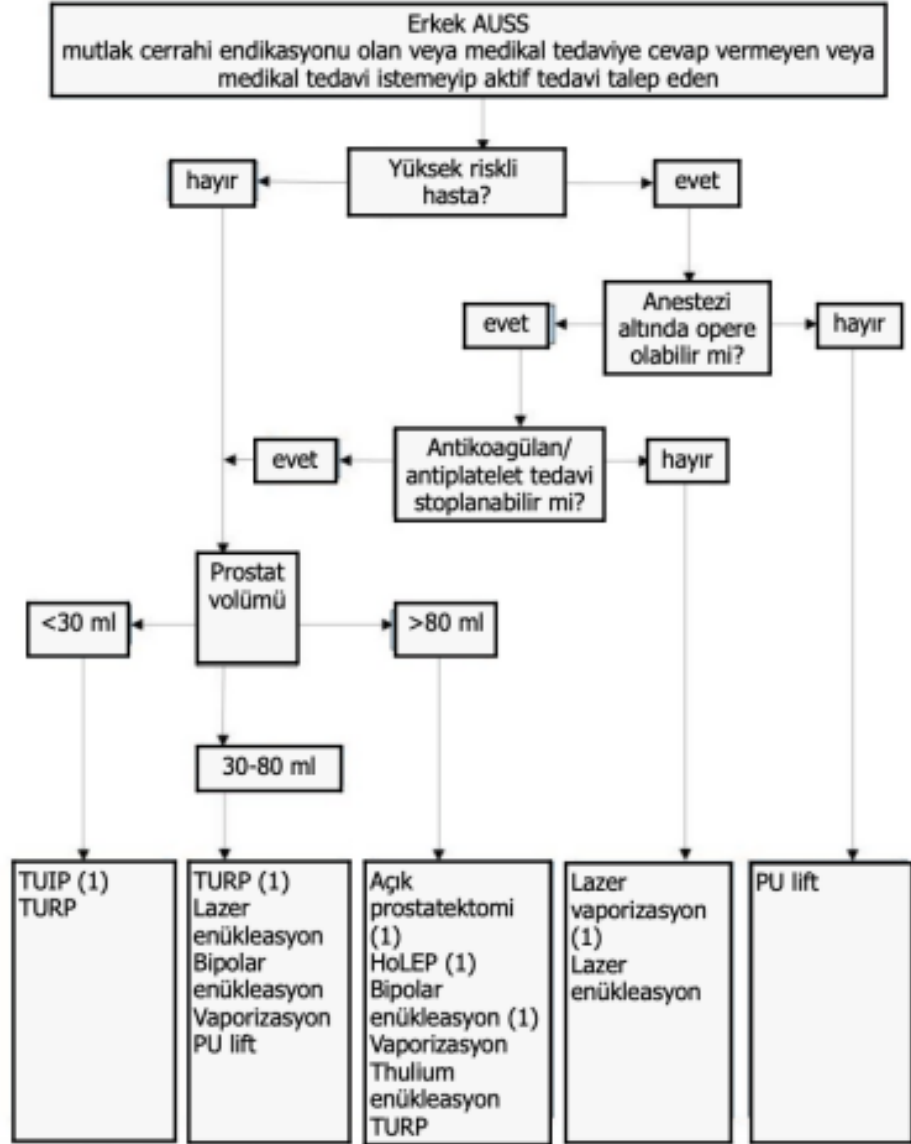 Erkek AUSS
mutlak cerrahi endikasyonu olan veya medikal tedaviye cevap vermeyen veya
medikal tedavi istemeyip aktif tedavi talep eden
hayır
Yüksek riskli
hasta?
evet
evet
Anestezi
altında opere
olabilir mi?
hayır
evet
Antikoagülan/
antiplatelet tedavi
stoplanabilir mi?
hayır
Prostat
volümü
<30 ml
>80 ml
30-80 ml
TUIP (1)
TURP
TURP (1)
Lazer
enükleasyon
Bipolar
enükleasyon
Vaporizasyon
PU lift
Açık
prostatektomi
(1)
HoLEP (1)
Bipolar
enükleasyon (1)
Vaporizasyon
Thulium
enükleasyon
TURP
Lazer
vaporizasyon
(1)
Lazer
enükleasyon
PU lift